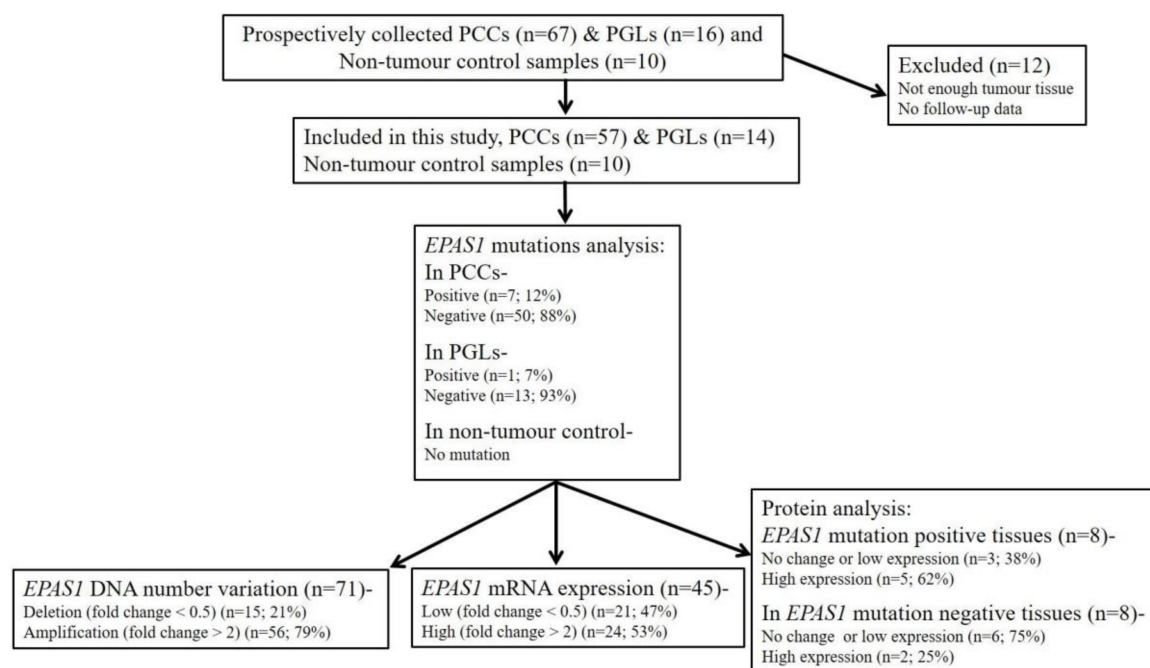 Prospectively collected PCCs (n=67) & PGLs (n=16) and
Non-tumour control samples (n=10)
Excluded (n=12)
Not enough tumour tissue
No follow-up data
Included in this study, PCCs (n=57) & PGLs (n=14)
Non-tumour control samples (n=10)
EPAS1 mutations analysis:
In PCCs-
Positive (n=7; 12%)
Negative (n=50; 88%)
In PGLs-
Positive (n=1; 7%)
Negative (n=13; 93%)
In non-tumour control-
No mutation
EPAS1 DNA number variation (n=71)-
Deletion (fold change < 0.5) (n=15; 21%)
Amplification (fold change > 2) (n=56; 79%)
EPAS1 mRNA expression (n=45)-
Low (fold change < 0.5) (n=21; 47%)
High (fold change > 2) (n=24; 53%)
Protein analysis:
EPAS1 mutation positive tissues (n=8)-
No change or low expression (n=3; 38%)
High expression (n=5; 62%)
In EPAS1 mutation negative tissues (n=8)-
No change or low expression (n=6; 75%)
High expression (n=2; 25%)